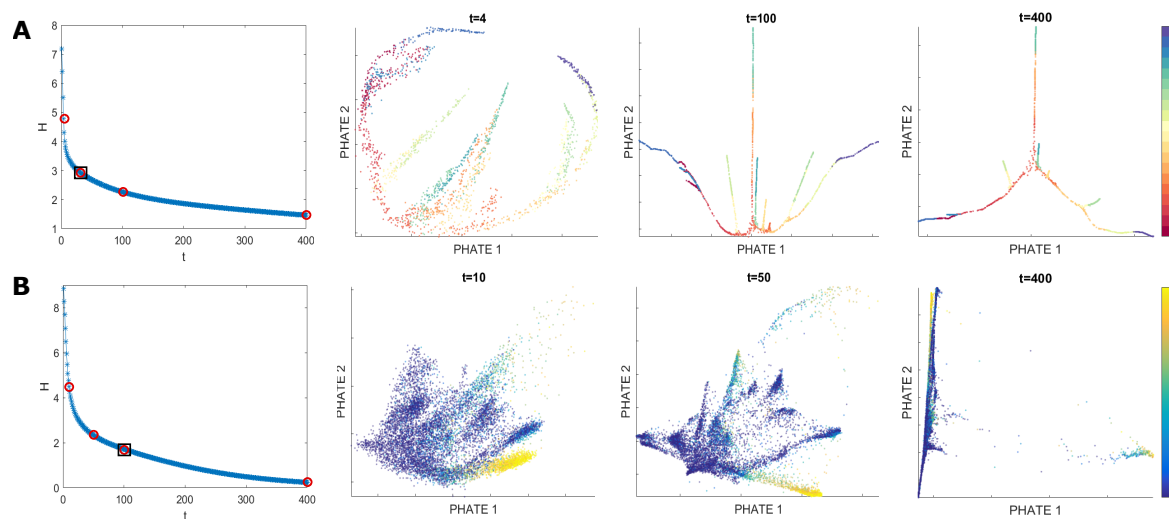 A
t=4
t=100
t=400
8
7
6
5
4
3
2
1
H
0
100
200
300
400
t
PHATE 2
PHATE 1
PHATE 2
PHATE 1
PHATE 2
PHATE 1
B
t=10
t=50
t=400
8
6
4
2
0
H
0
100
200
300
400
t
PHATE 2
PHATE 1
PHATE 2
PHATE 1
PHATE 2
PHATE 1